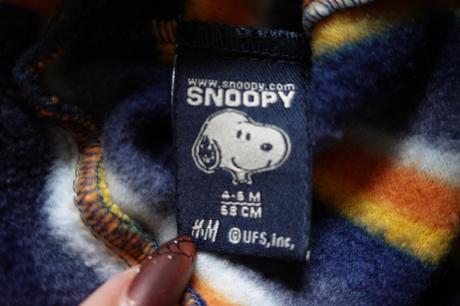 www.snoopy.com
SNOOPY
4-6 M
68 CM
H&M ©UFS, Inc.